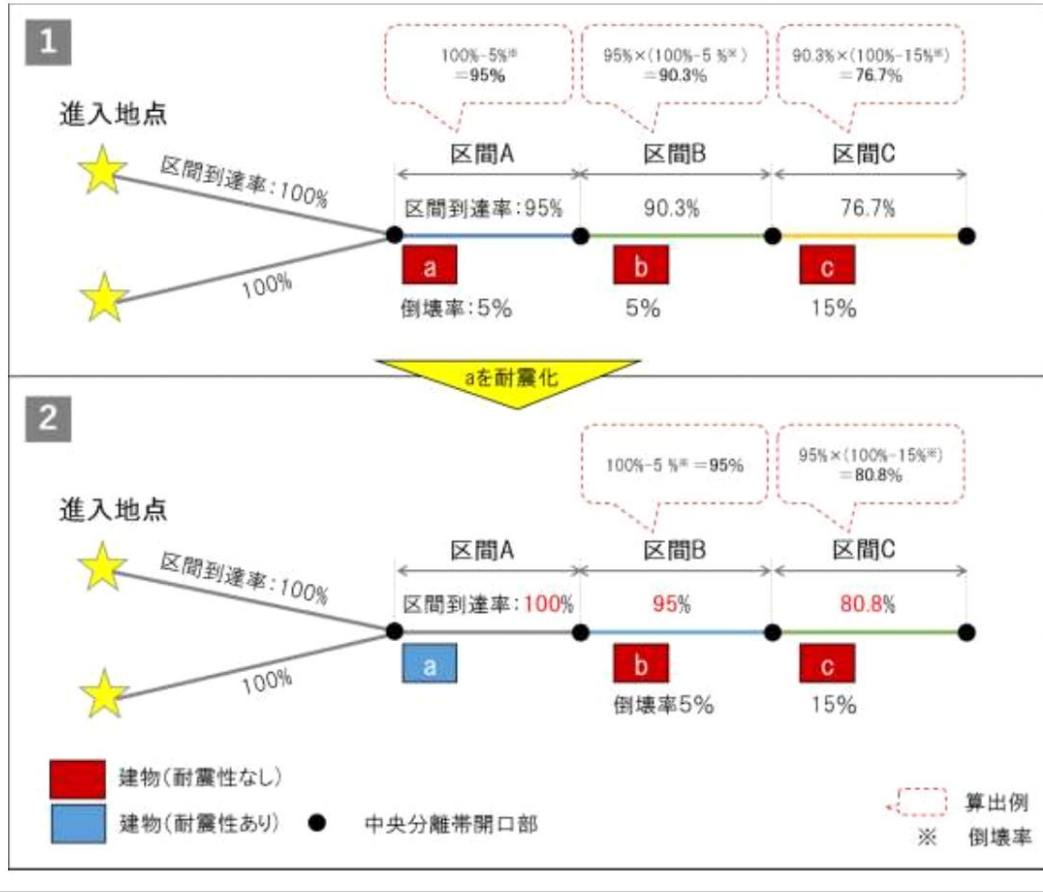 1
100%-5%※
=95%
95%×(100%-5 %※ )
=90.3%
90.3%×(100%-15%※)
=76.7%
進入地点
区間A
区間B
区間C
区間到達率:100%
区間到達率:95%
90.3%
76.7%
100%
a
b
c
倒壊率:5%
5%
15%
aを耐震化
2
100%-5 %※ =95%
95%×(100%-15%※)
=80.8%
進入地点
区間A
区間B
区間C
区間到達率:100%
区間到達率:100%
95%
80.8%
100%
a
b
c
倒壊率5%
15%
建物(耐震性なし)
建物(耐震性あり)
中央分離帯開口部
算出例
※ 倒壊率